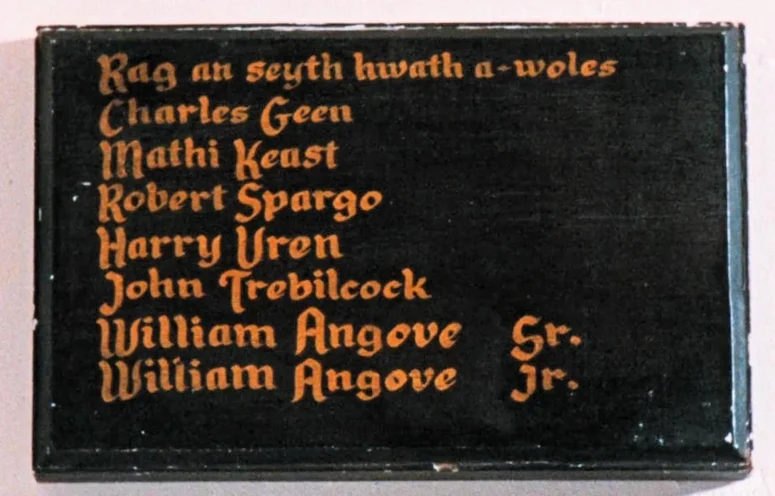 Rag an seyth hwath a-woles
Charles Geen
Mathi Keast
Robert Spargo
Harry Uren
John Trebilcock
William Angove Sr.
William Angove Jr.